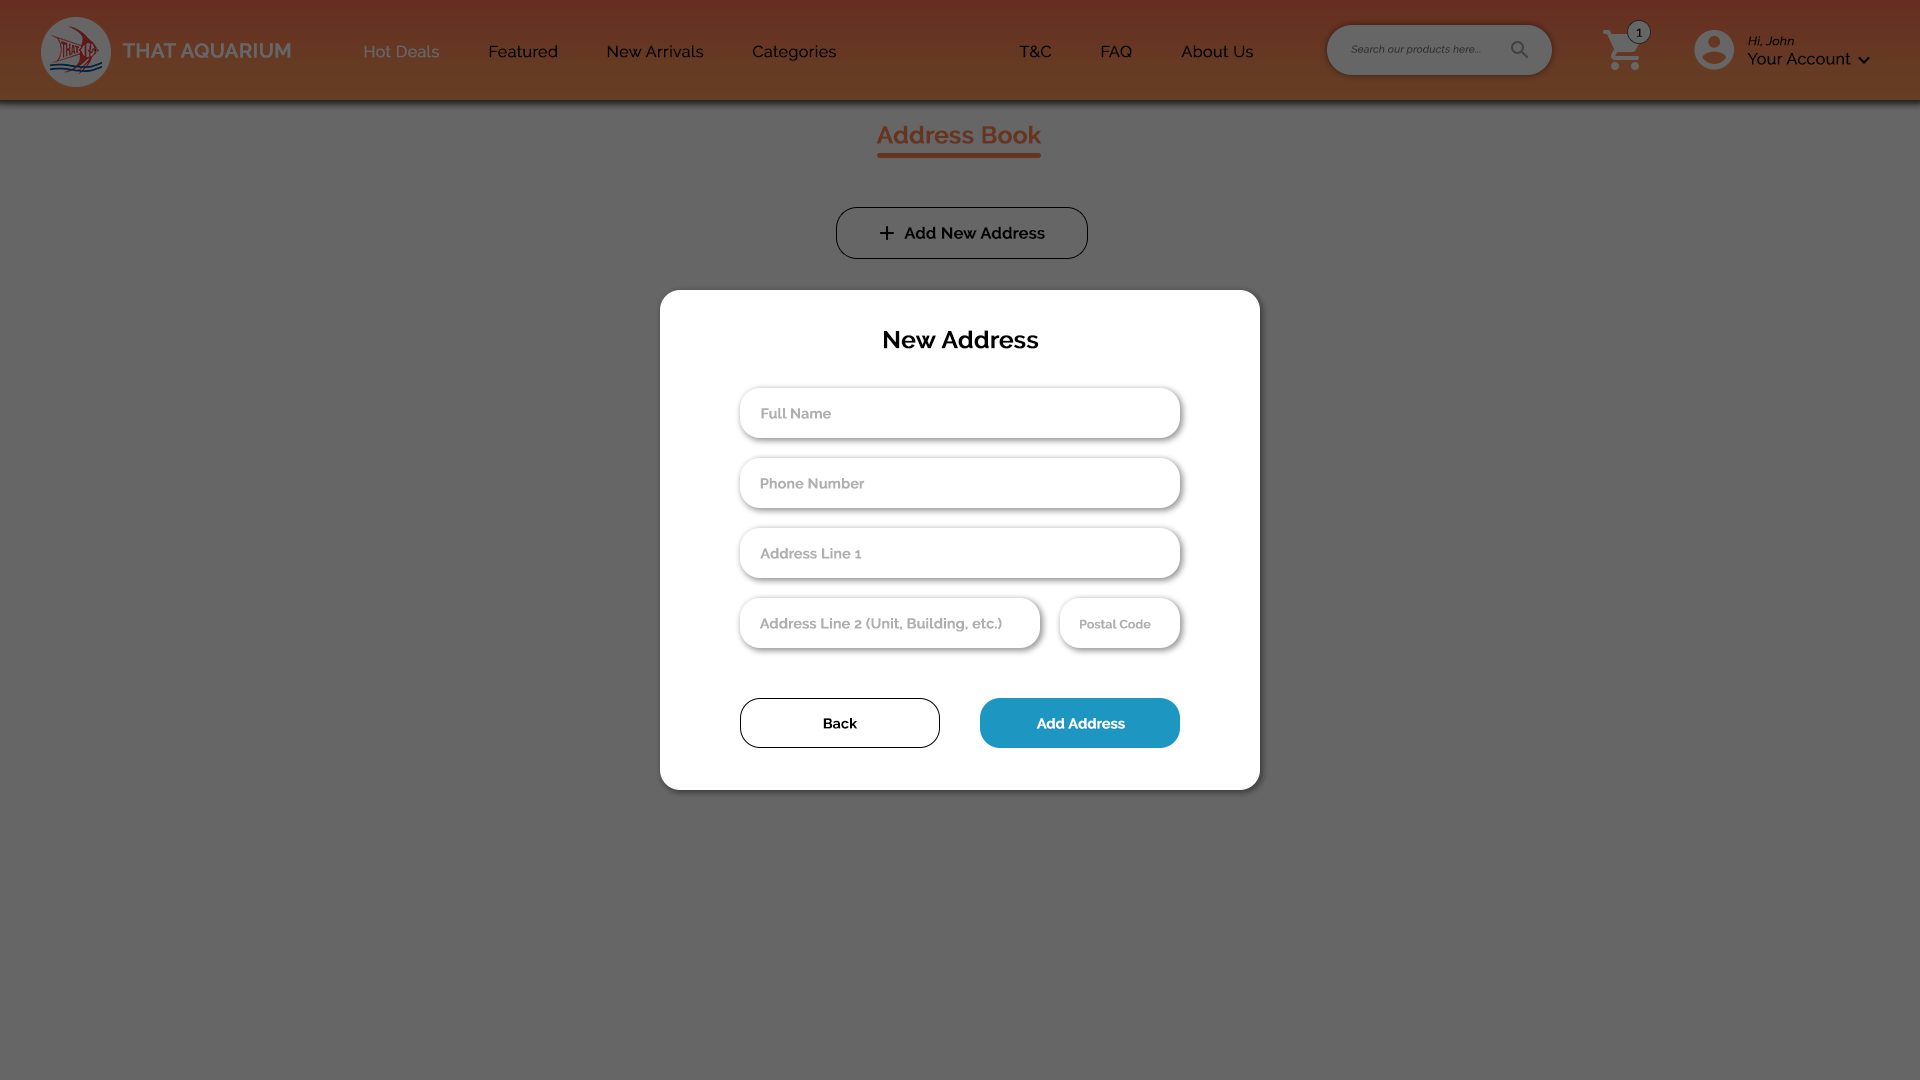 THAT AQUARIUM
Hot Deals
Featured
New Arrivals
Categories
T&C
FAQ
About Us
Search our products here...
1
Hi, John
Your Account
Address Book
Add New Address
New Address
Full Name
Phone Number
Address Line 1
Address Line 2 (Unit, Building, etc.)
Postal Code
Back
Add Address